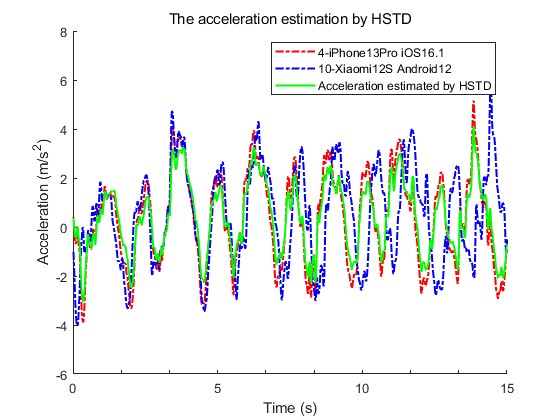 The acceleration estimation by HSTD
8
6
4
2
0
-2
-4
-6
Acceleration (m/s²)
4-iPhone13Pro iOS16.1
10-Xiaomi12S Android12
Acceleration estimated by HSTD
0 5 10 15
Time (s)